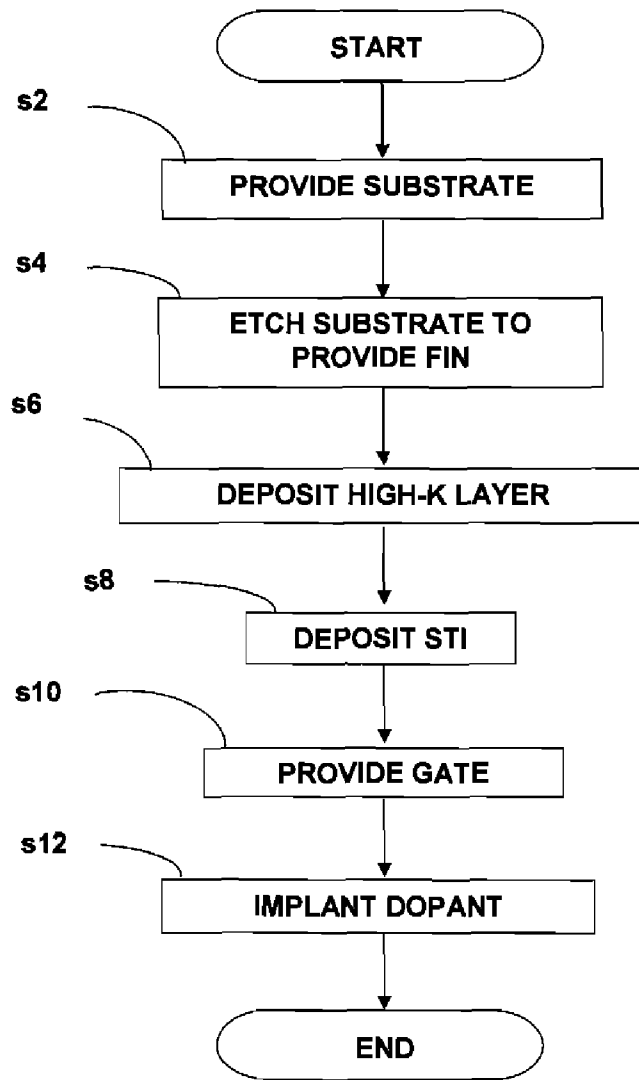 START
s2
PROVIDE SUBSTRATE
s4
ETCH SUBSTRATE TO
PROVIDE FIN
s6
DEPOSIT HIGH-K LAYER
s8
DEPOSIT STI
s10
PROVIDE GATE
s12
IMPLANT DOPANT
END